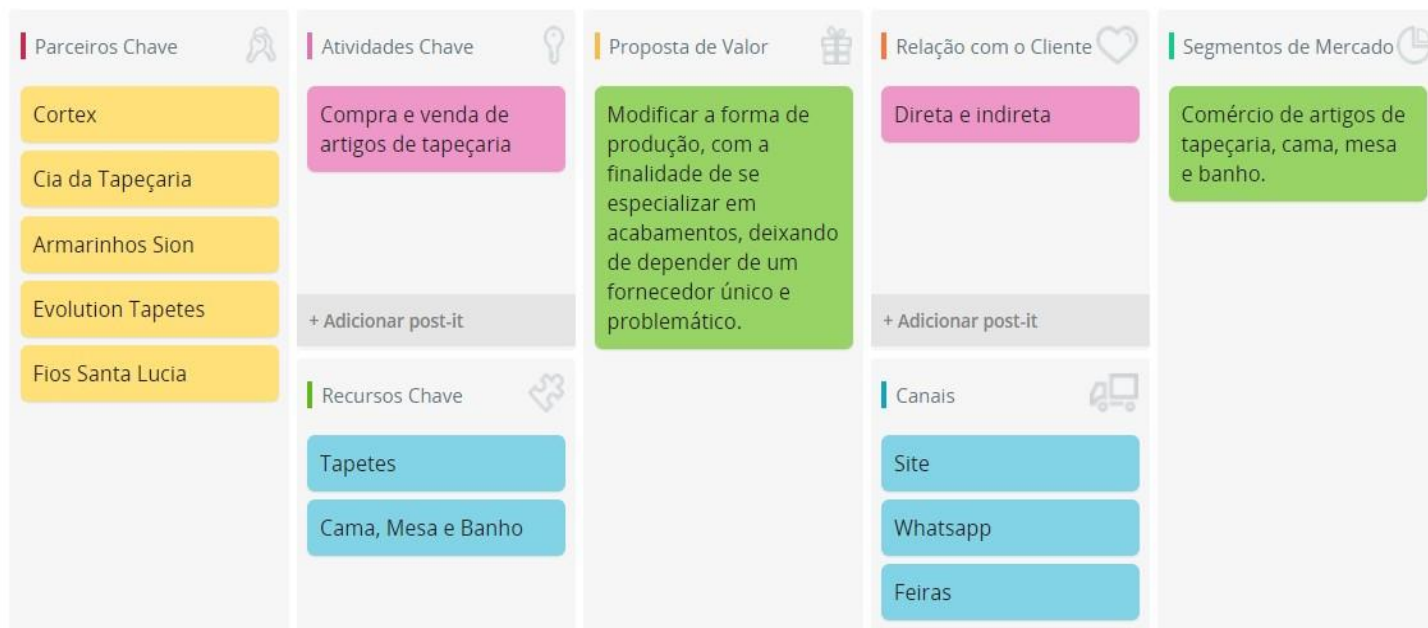 Parceiros Chave
Cortex
Cia da Tapeçaria
Armarinhos Sion
Evolution Tapetes
Fios Santa Lucia
Atividades Chave
Compra e venda de
artigos de tapeçaria
+ Adicionar post-it
Recursos Chave
Tapetes
Cama, Mesa e Banho
Proposta de Valor
Modificar a forma de
produção, com a
finalidade de se
especializar em
acabamentos, deixando
de depender de um
fornecedor único e
problemático.
Relação com o Cliente
Direta e indireta
+ Adicionar post-it
Canais
Site
Whatsapp
Feiras
Segmentos de Mercado
Comércio de artigos de
tapeçaria, cama, mesa
e banho.